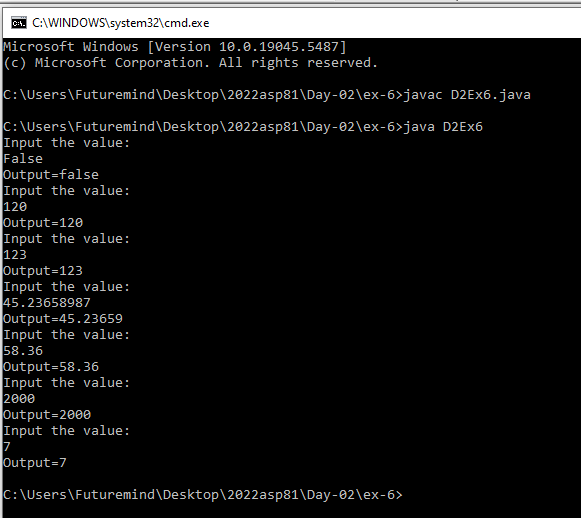 C:\WINDOWS\system32\cmd.exe
Microsoft Windows [Version 10.0.19045.5487]
(c) Microsoft Corporation. All rights reserved.
C:\Users\Futuremind\Desktop\2022asp81\Day-02\ex-6>javac D2Ex6.java
C:\Users\Futuremind\Desktop\2022asp81\Day-02\ex-6>java D2Ex6
Input the value:
False
Output=false
Input the value:
120
Output=120
Input the value:
123
Output=123
Input the value:
45.23658987
Output=45.23659
Input the value:
58.36
Output=58.36
Input the value:
2000
Output=2000
Input the value:
7
Output=7
C:\Users\Futuremind\Desktop\2022asp81\Day-02\ex-6>